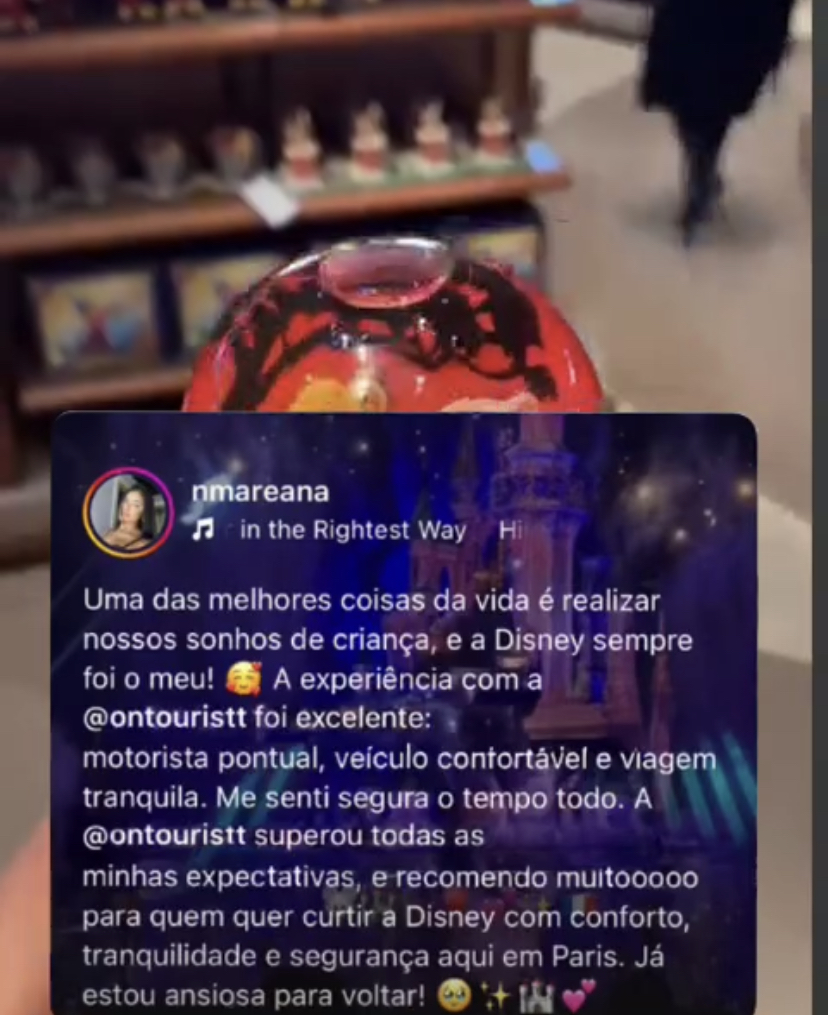 nmareana
in the Rightest Way Hi
Uma das melhores coisas da vida é realizar
nossos sonhos de criança, e a Disney sempre
foi o meu! 🥰 A experiência com a
@ontouristt foi excelente:
motorista pontual, veículo confortável e viagem
tranquila. Me senti segura o tempo todo. A
@ontouristt superou todas as
minhas expectativas, e recomendo muitooooo
para quem quer curtir a Disney com conforto,
tranquilidade e segurança aqui em Paris. Já
estou ansiosa para voltar! 🥹✨🏰💕